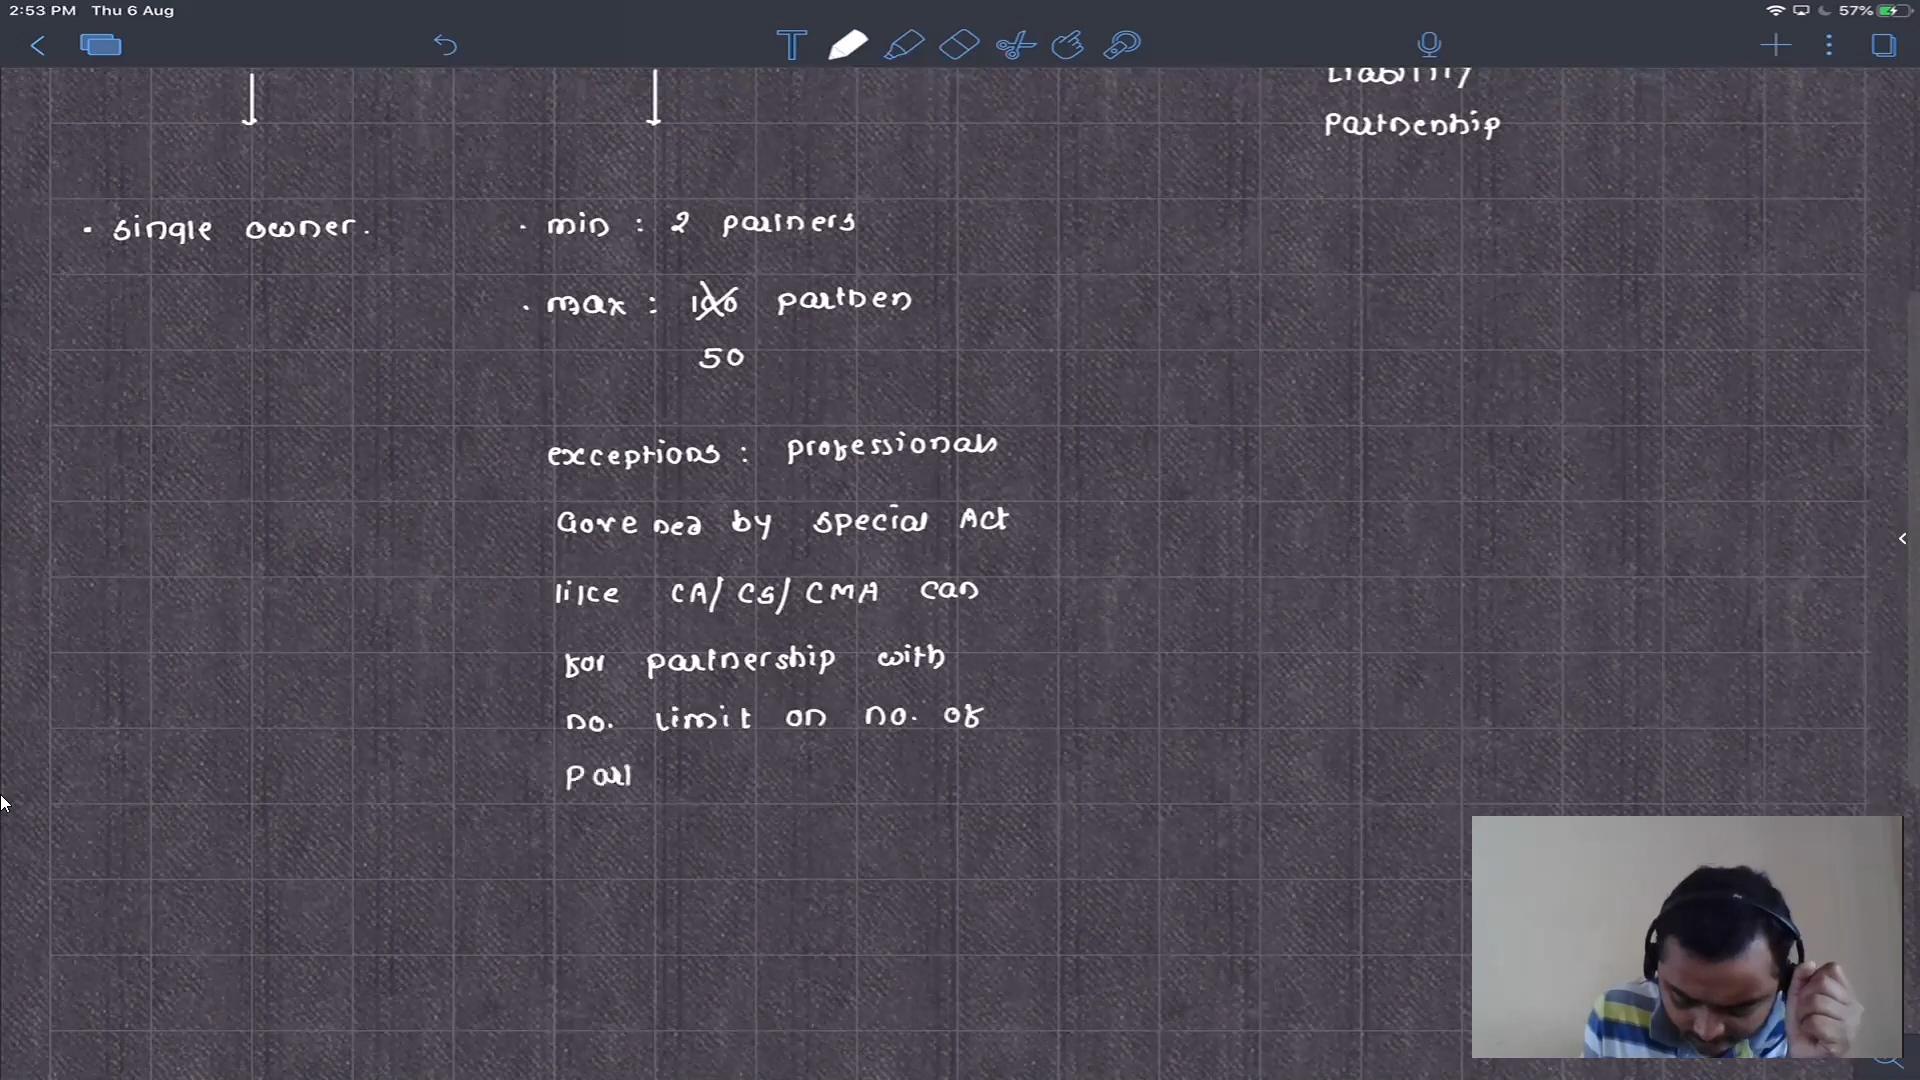 2:53 PM Thu 6 Aug
57%
T
Liability
Partnership
• single owner.
• min : 2 partners
• max : 100 partner
50
exceptions : professionals
Governed by special Act
like CA/ CS/ CMA can
for partnership with
no. limit on no. of
Part